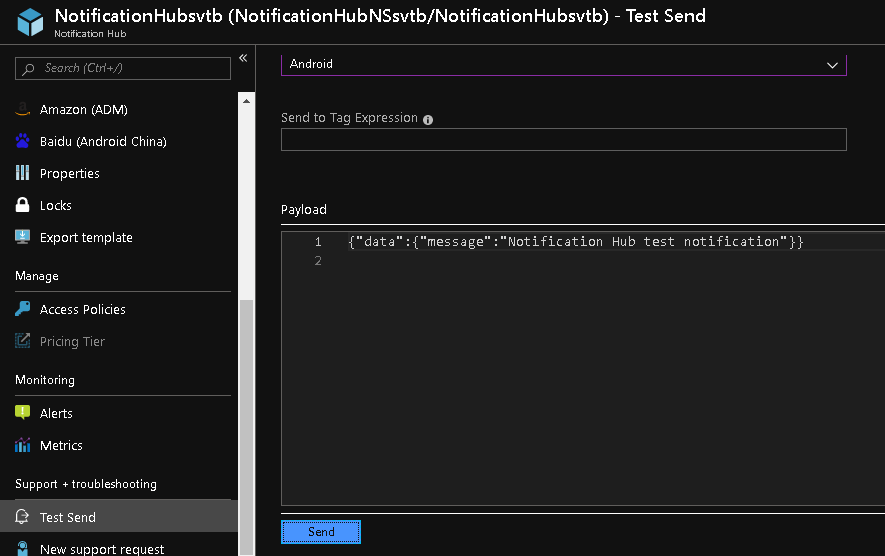 NotificationHubsvtb (NotificationHubNSsvtb/NotificationHubsvtb) - Test Send
Notification Hub
Search (Ctrl+/)
«
Amazon (ADM)
Baidu (Android China)
Properties
Locks
Export template
Manage
Access Policies
Pricing Tier
Monitoring
Alerts
Metrics
Support + troubleshooting
Test Send
New support request
Android
Send to Tag Expression
Payload
1 {"data":{"message":"Notification Hub test notification"}}
2
Send